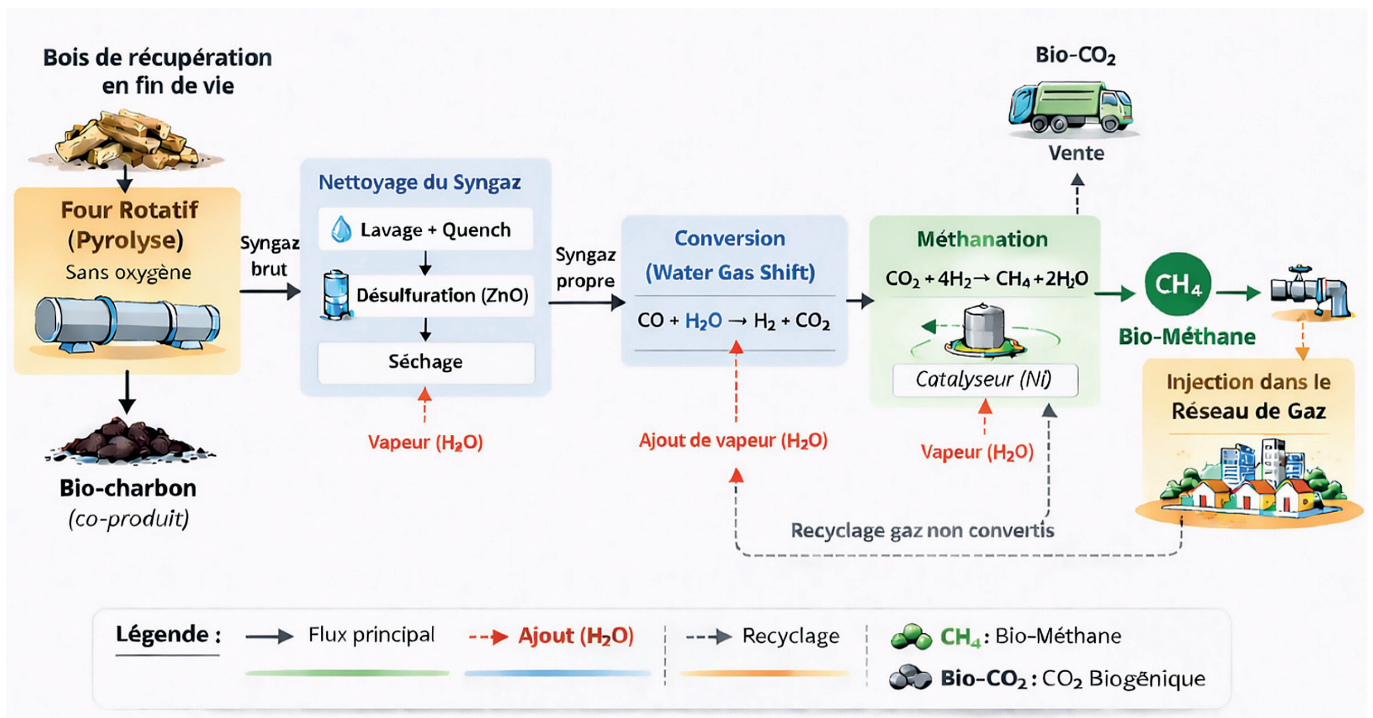 Bois de récupération
en fin de vie
Four Rotatif
(Pyrolyse)
Sans oxygène
Bio-charbon
(co-produit)
Syngaz
brut
Nettoyage du Syngaz
Lavage + Quench
Désulfuration (ZnO)
Séchage
Vapeur (H₂O)
Syngaz
propre
Conversion
(Water Gas Shift)
CO + H₂O → H₂ + CO₂
Ajout de vapeur (H₂O)
Bio-CO₂
Vente
Méthanation
CO₂ + 4H₂ → CH₄ + 2H₂O
Catalyseur (Ni)
Vapeur (H₂O)
Recyclage gaz non convertis
CH₄
Bio-Méthane
Injection dans le
Réseau de Gaz
Légende :
Flux principal
Ajout (H₂O)
Recyclage
CH₄ : Bio-Méthane
Bio-CO₂ : CO₂ Biogénique